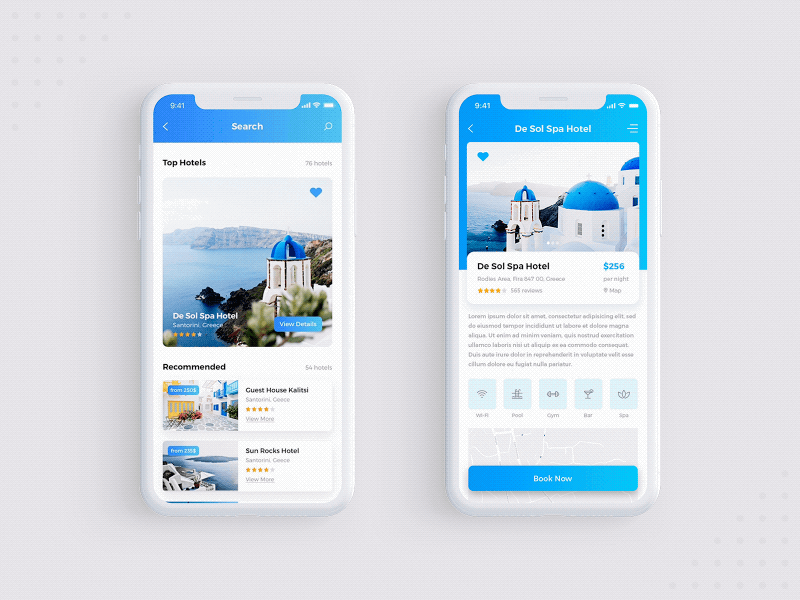 9:41
Search
Top Hotels
76 hotels
De Sol Spa Hotel
Santorini, Greece
View Details
Recommended
54 hotels
from 250$
Guest House Kalitsi
Santorini, Greece
View More
from 235$
Sun Rocks Hotel
Santorini, Greece
View More
9:41
De Sol Spa Hotel
De Sol Spa Hotel
$256
Rodies Area, Fira 647 00, Greece
per night
565 reviews
Map
Lorem ipsum dolor sit amet, consectetur adipisicing elit, sed
do eiusmod tempor incididunt ut labore et dolore magna
aliqua. Ut enim ad minim veniam, quis nostrud exercitation
ullamco laboris nisi ut aliquip ex ea commodo consequat.
Duis aute irure dolor in reprehenderit in voluptate velit esse
cillum dolore eu fugiat nulla pariatur.
Wi-Fi
Pool
Gym
Bar
Spa
Book Now